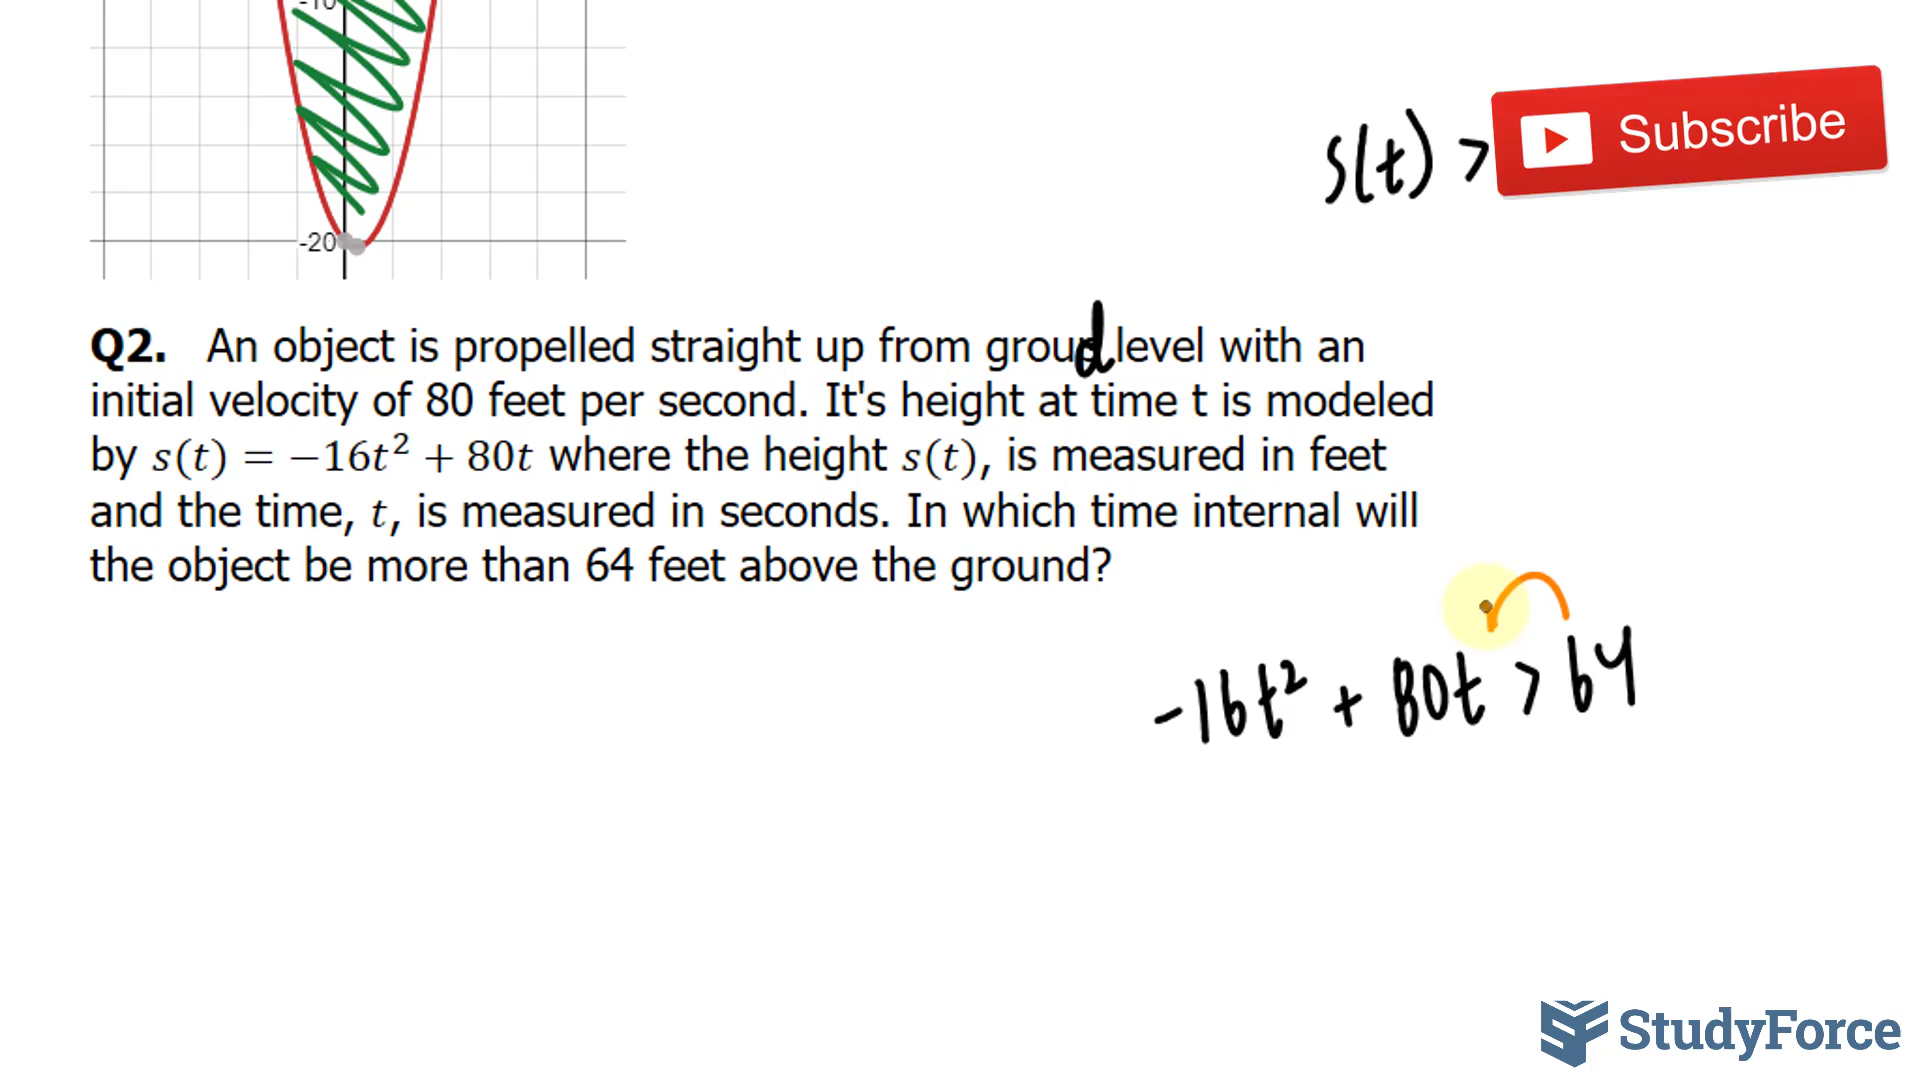 -10
s(t) >
Subscribe
-20
Q2. An object is propelled straight up from groud level with an
initial velocity of 80 feet per second. It's height at time t is modeled
by s(t) = −16t² + 80t where the height s(t), is measured in feet
and the time, t, is measured in seconds. In which time internal will
the object be more than 64 feet above the ground?
-16t² + 80t > 64
StudyForce